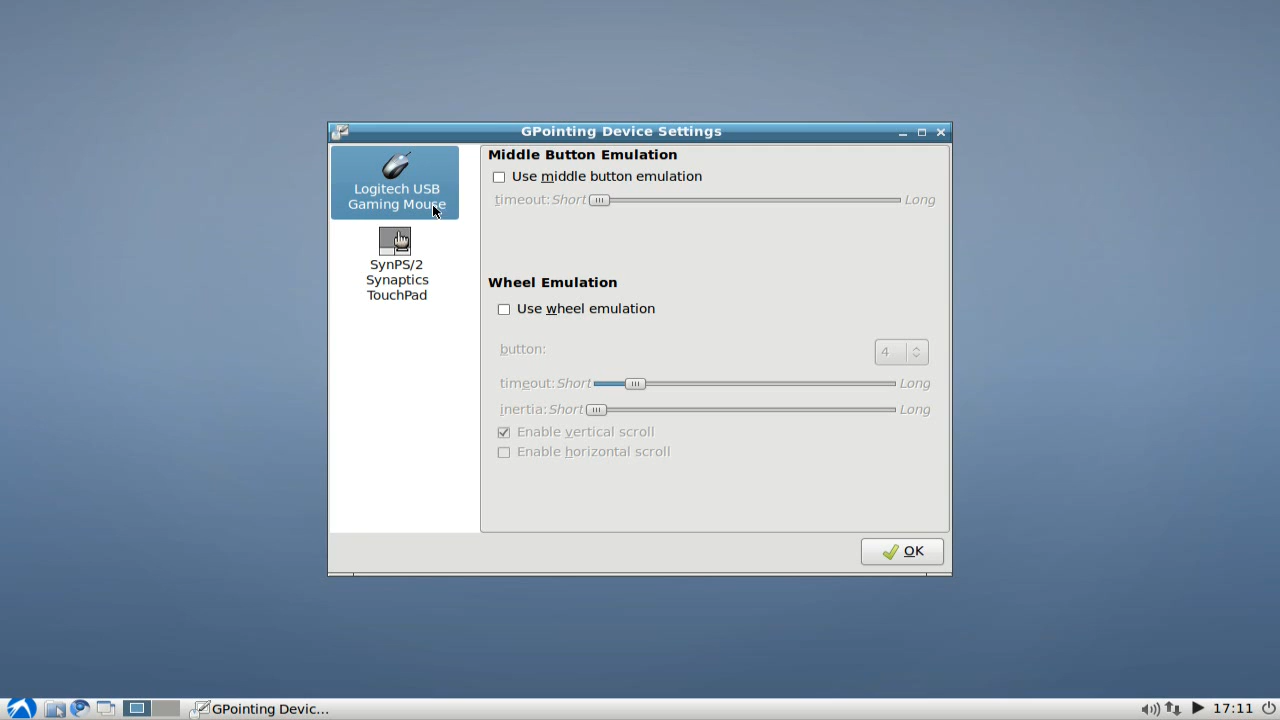 GPointing Device Settings
Logitech USB
Gaming Mouse
SynPS/2
Synaptics
TouchPad
Middle Button Emulation
Use middle button emulation
timeout: Short Long
Wheel Emulation
Use wheel emulation
button: 4
timeout: Short Long
inertia: Short Long
Enable vertical scroll
Enable horizontal scroll
OK
GPointing Devic... 17:11